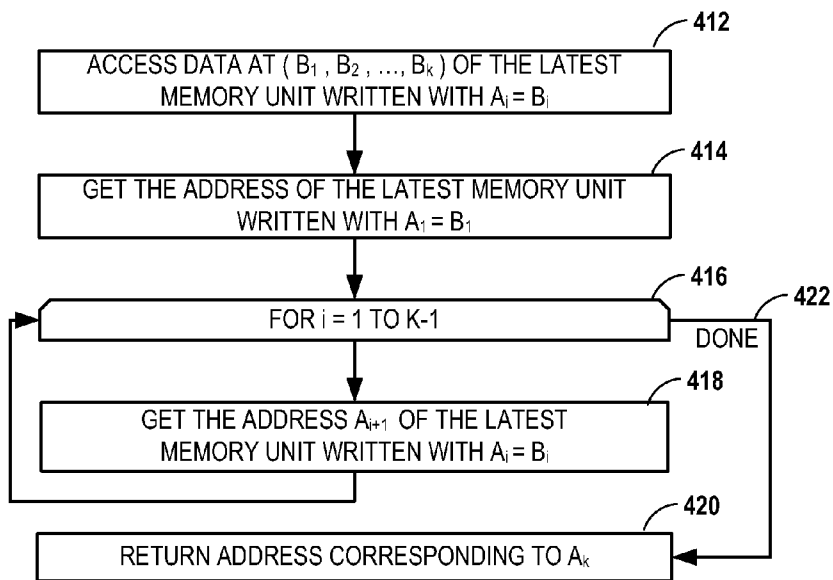 412
ACCESS DATA AT ( B₁ , B₂ , ..., Bₖ ) OF THE LATEST
MEMORY UNIT WRITTEN WITH Aᵢ = Bᵢ
414
GET THE ADDRESS OF THE LATEST MEMORY UNIT
WRITTEN WITH A₁ = B₁
416
422
FOR i = 1 TO K-1
DONE
418
GET THE ADDRESS Aᵢ₊₁ OF THE LATEST
MEMORY UNIT WRITTEN WITH Aᵢ = Bᵢ
420
RETURN ADDRESS CORRESPONDING TO Aₖ